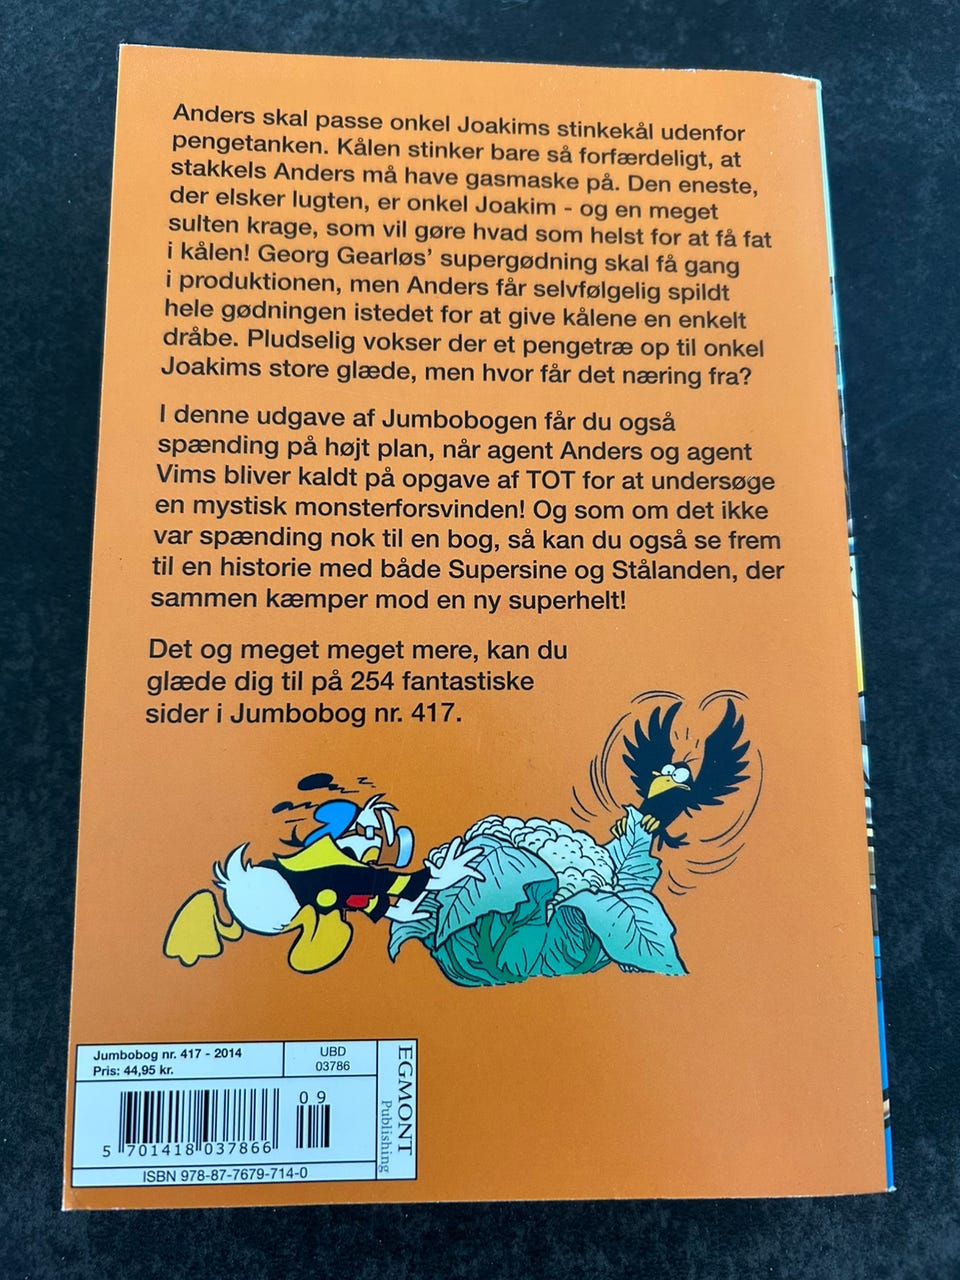 Anders skal passe onkel Joakims stinkekål udenfor
pengetanken. Kålen stinker bare så forfærdeligt, at
stakkels Anders må have gasmaske på. Den eneste,
der elsker lugten, er onkel Joakim - og en meget
sulten krage, som vil gøre hvad som helst for at få fat
i kålen! Georg Gearløs' supergødning skal få gang
i produktionen, men Anders får selvfølgelig spildt
hele gødningen istedet for at give kålene en enkelt
dråbe. Pludselig vokser der et pengetræ op til onkel
Joakims store glæde, men hvor får det næring fra?
I denne udgave af Jumbobogen får du også
spænding på højt plan, når agent Anders og agent
Vims bliver kaldt på opgave af TOT for at undersøge
en mystisk monsterforsvinden! Og som om det ikke
var spænding nok til en bog, så kan du også se frem
til en historie med både Supersine og Stålanden, der
sammen kæmper mod en ny superhelt!
Det og meget meget mere, kan du
glæde dig til på 254 fantastiske
sider i Jumbobog nr. 417.
Jumbobog nr. 417 - 2014
Pris: 44,95 kr.
UBD
03786
EGMONT
Publishing
09
5 701418 037866
ISBN 978-87-7679-714-0